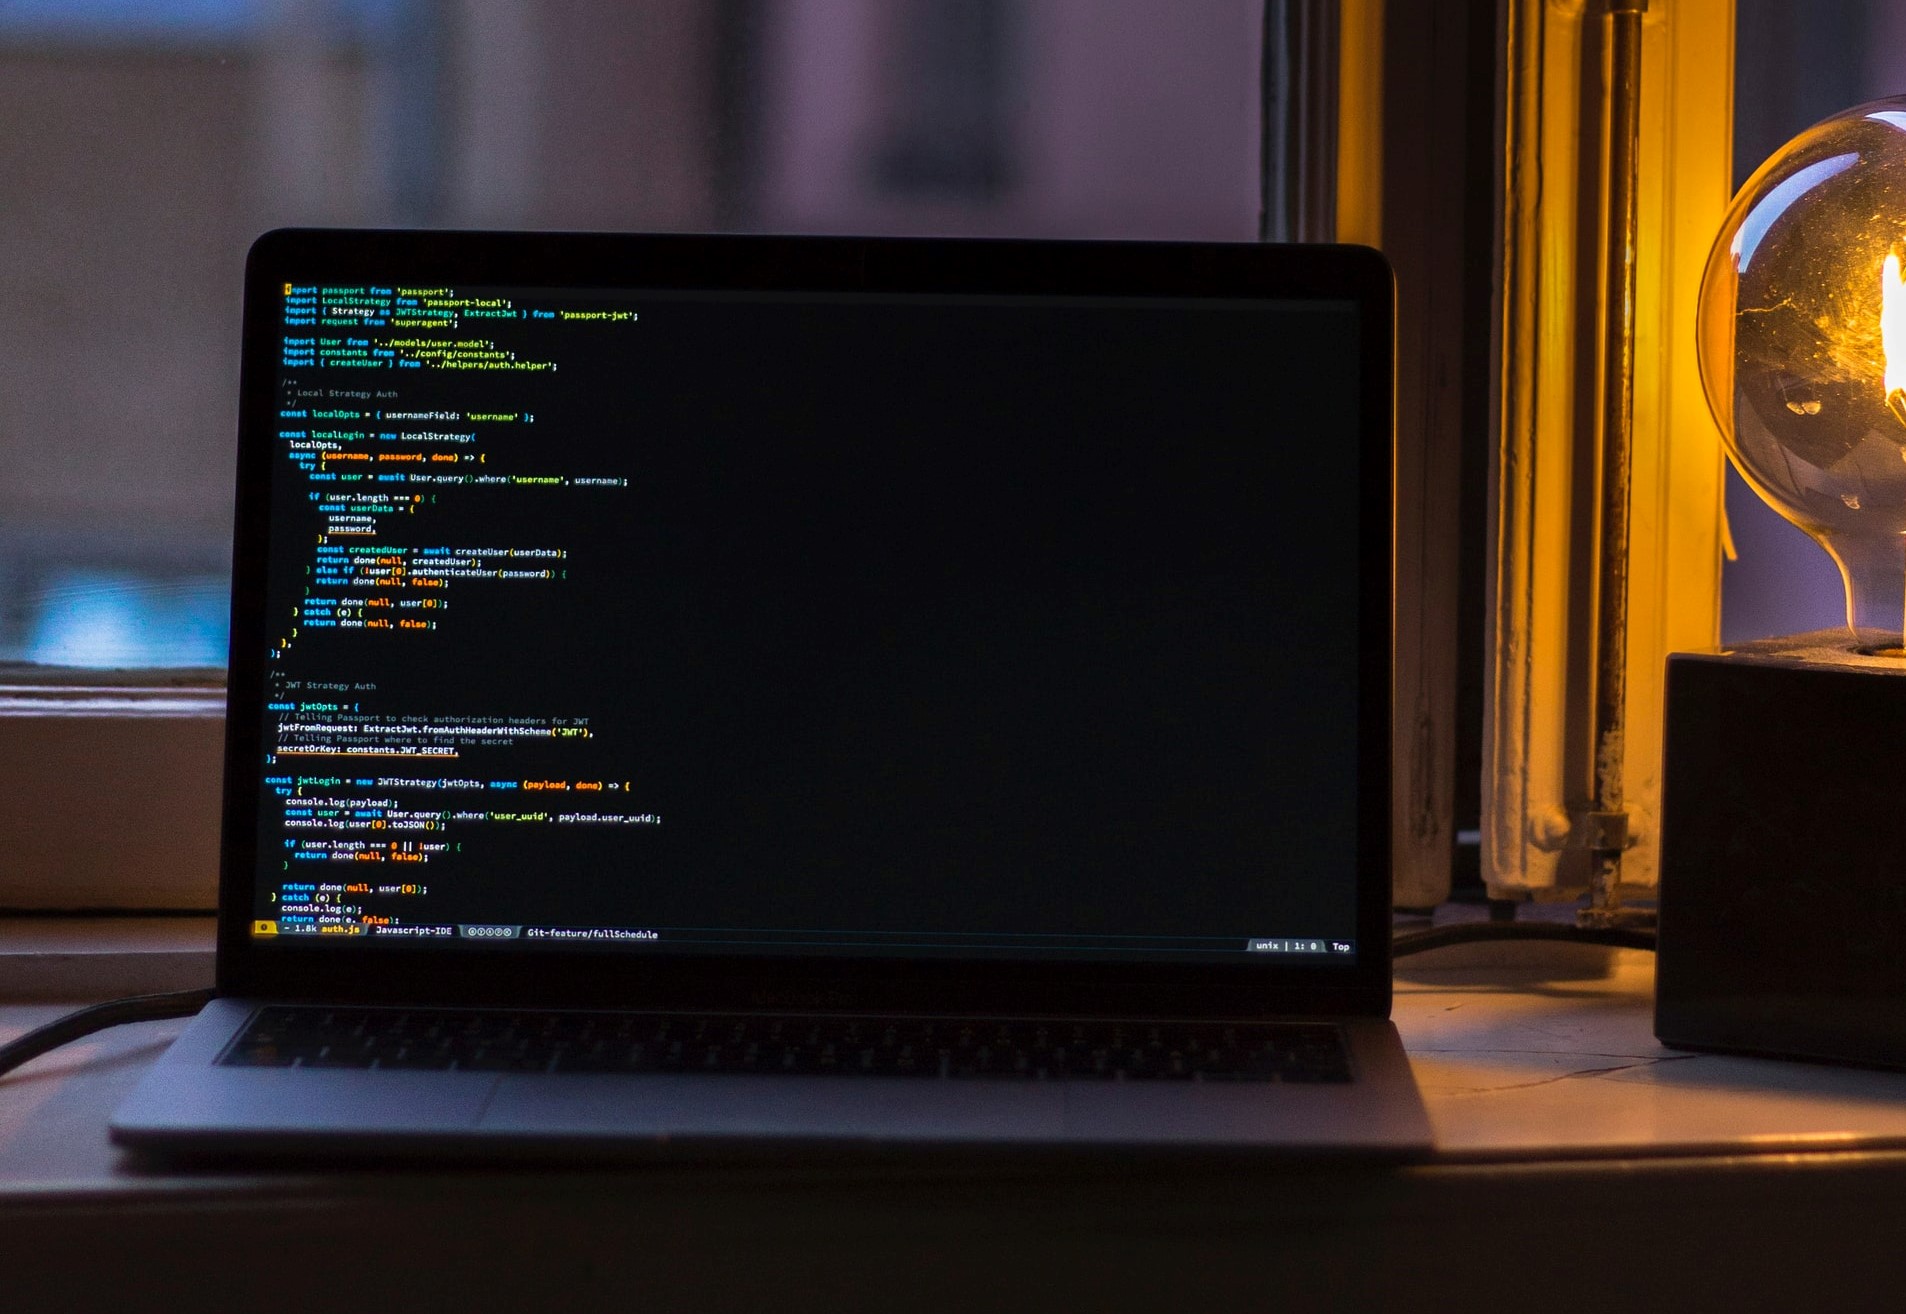 import passport from 'passport';
import LocalStrategy from 'passport-local';
import { Strategy as JWTStrategy, ExtractJwt } from 'passport-jwt';
import request from 'superagent';
import User from '../models/user.model';
import constants from '../config/constants';
import { createUser } from '../helpers/auth.helper';
/**
* Local Strategy Auth
*/
const localOpts = { usernameField: 'username' };
const localLogin = new LocalStrategy(
localOpts,
async (username, password, done) => {
try {
const user = await User.query().where('username', username);
if (user.length === 0) {
const userData = {
username,
password,
};
const createdUser = await createUser(userData);
return done(null, createdUser);
} else if (!user[0].authenticateUser(password)) {
return done(null, false);
}
return done(null, user[0]);
} catch (e) {
return done(null, false);
}
},
);
/**
* JWT Strategy Auth
*/
const jwtOpts = {
// Telling Passport to check authorization headers for JWT
jwtFromRequest: ExtractJwt.fromAuthHeaderWithScheme('JWT'),
// Telling Passport where to find the secret
secretOrKey: constants.JWT_SECRET,
};
const jwtLogin = new JWTStrategy(jwtOpts, async (payload, done) => {
try {
console.log(payload);
const user = await User.query().where('user_uuid', payload.user_uuid);
console.log(user[0].toJSON());
if (user.length === 0 || !user) {
return done(null, false);
}
return done(null, user[0]);
} catch (e) {
console.log(e);
return done(e, false);
- 1.8k auth.js Javascript-IDE Git-feature/fullSchedule unix | 1: 0 Top